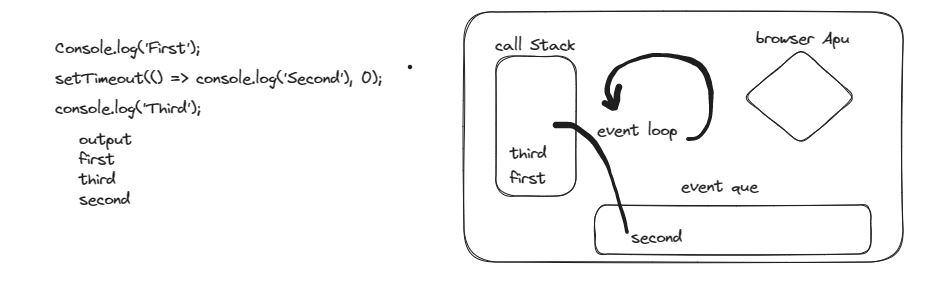 Console.log('First');
setTimeout(() => console.log('Second'), 0);
console.log('Third');
output
first
third
second
call Stack
browser Apu
event loop
third
first
event que
second